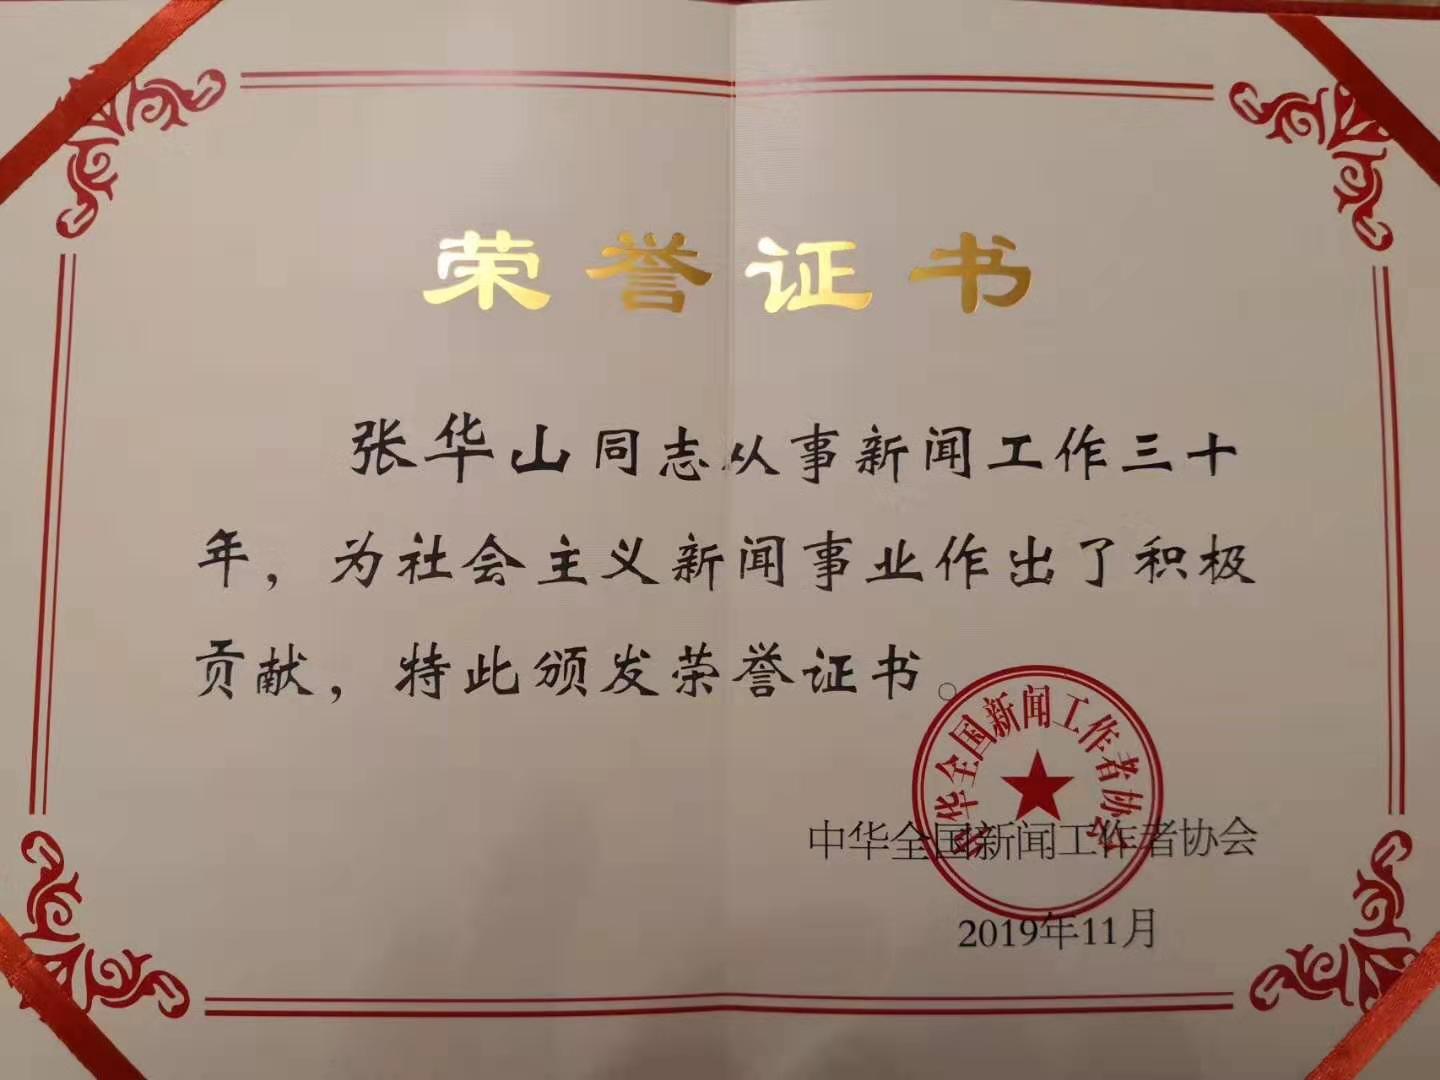 荣誉证书
张华山同志从事新闻工作三十
年，为社会主义新闻事业作出了积极
贡献，特此颁发荣誉证书。
中华全国新闻工作者协会
中华全国新闻工作者协会
2019年11月